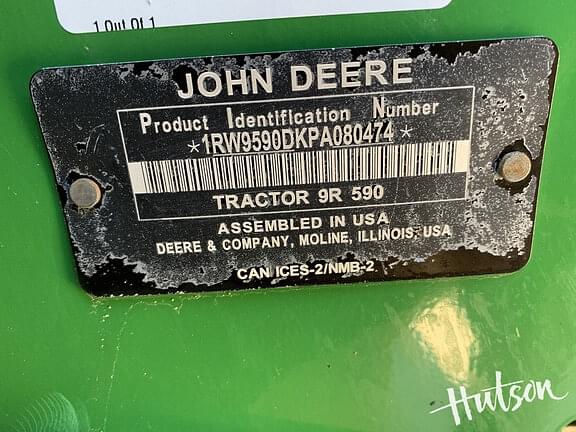 1 Out Of 1
JOHN DEERE
Product Identification Number
*1RW9590DKPA080474*
TRACTOR 9R 590
ASSEMBLED IN USA
DEERE & COMPANY, MOLINE, ILLINOIS, USA
CAN ICES-2/NMB-2
Hutson